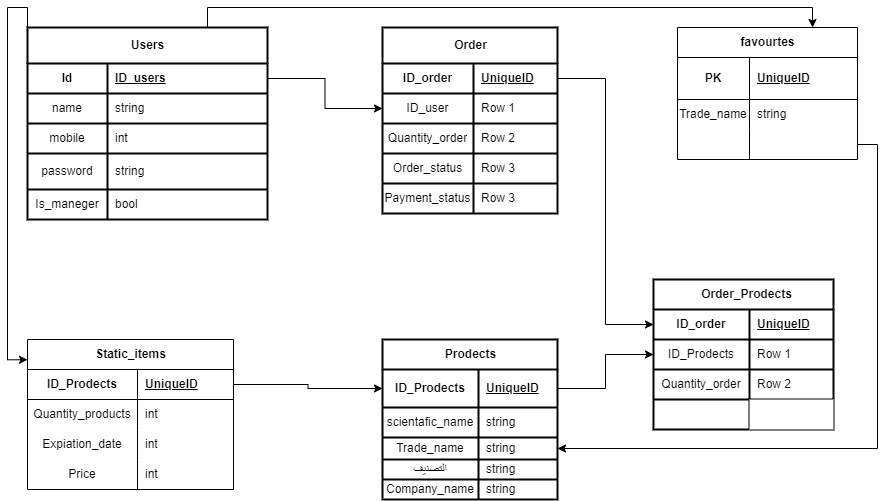 Users
Id ID_users
name string
mobile int
password string
Is_maneger bool
Order
ID_order UniqueID
ID_user Row 1
Quantity_order Row 2
Order_status Row 3
Payment_status Row 3
favourtes
PK UniqueID
Trade_name string
Static_items
ID_Prodects UniqueID
Quantity_products int
Expiation_date int
Price int
Prodects
ID_Prodects UniqueID
scientafic_name string
Trade_name string
التصنيف string
Company_name string
Order_Prodects
ID_order UniqueID
ID_Prodects Row 1
Quantity_order Row 2